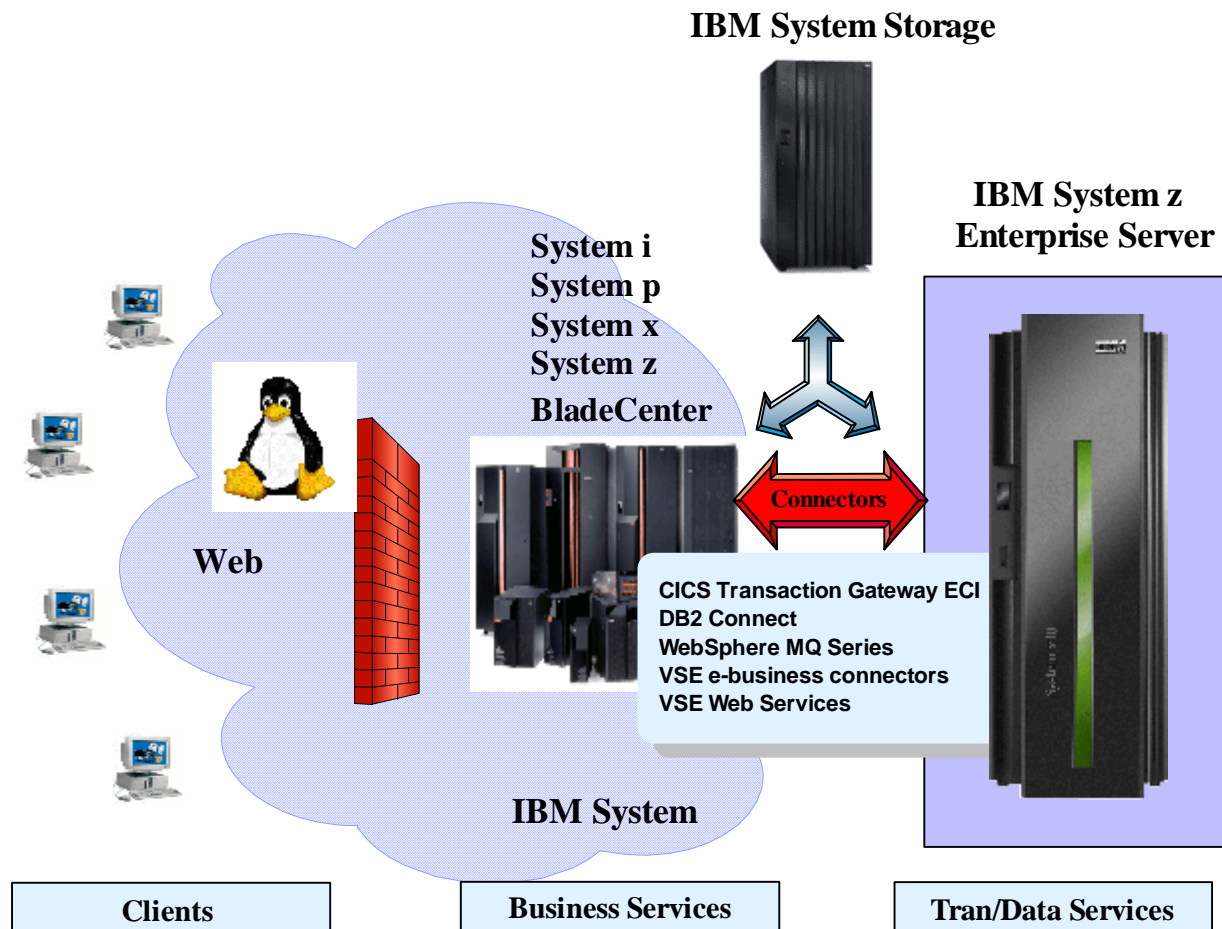 IBM System Storage
IBM System z
Enterprise Server
System i
System p
System x
System z
BladeCenter
Connectors
Web
CICS Transaction Gateway ECI
DB2 Connect
WebSphere MQ Series
VSE e-business connectors
VSE Web Services
IBM System
Clients
Business Services
Tran/Data Services